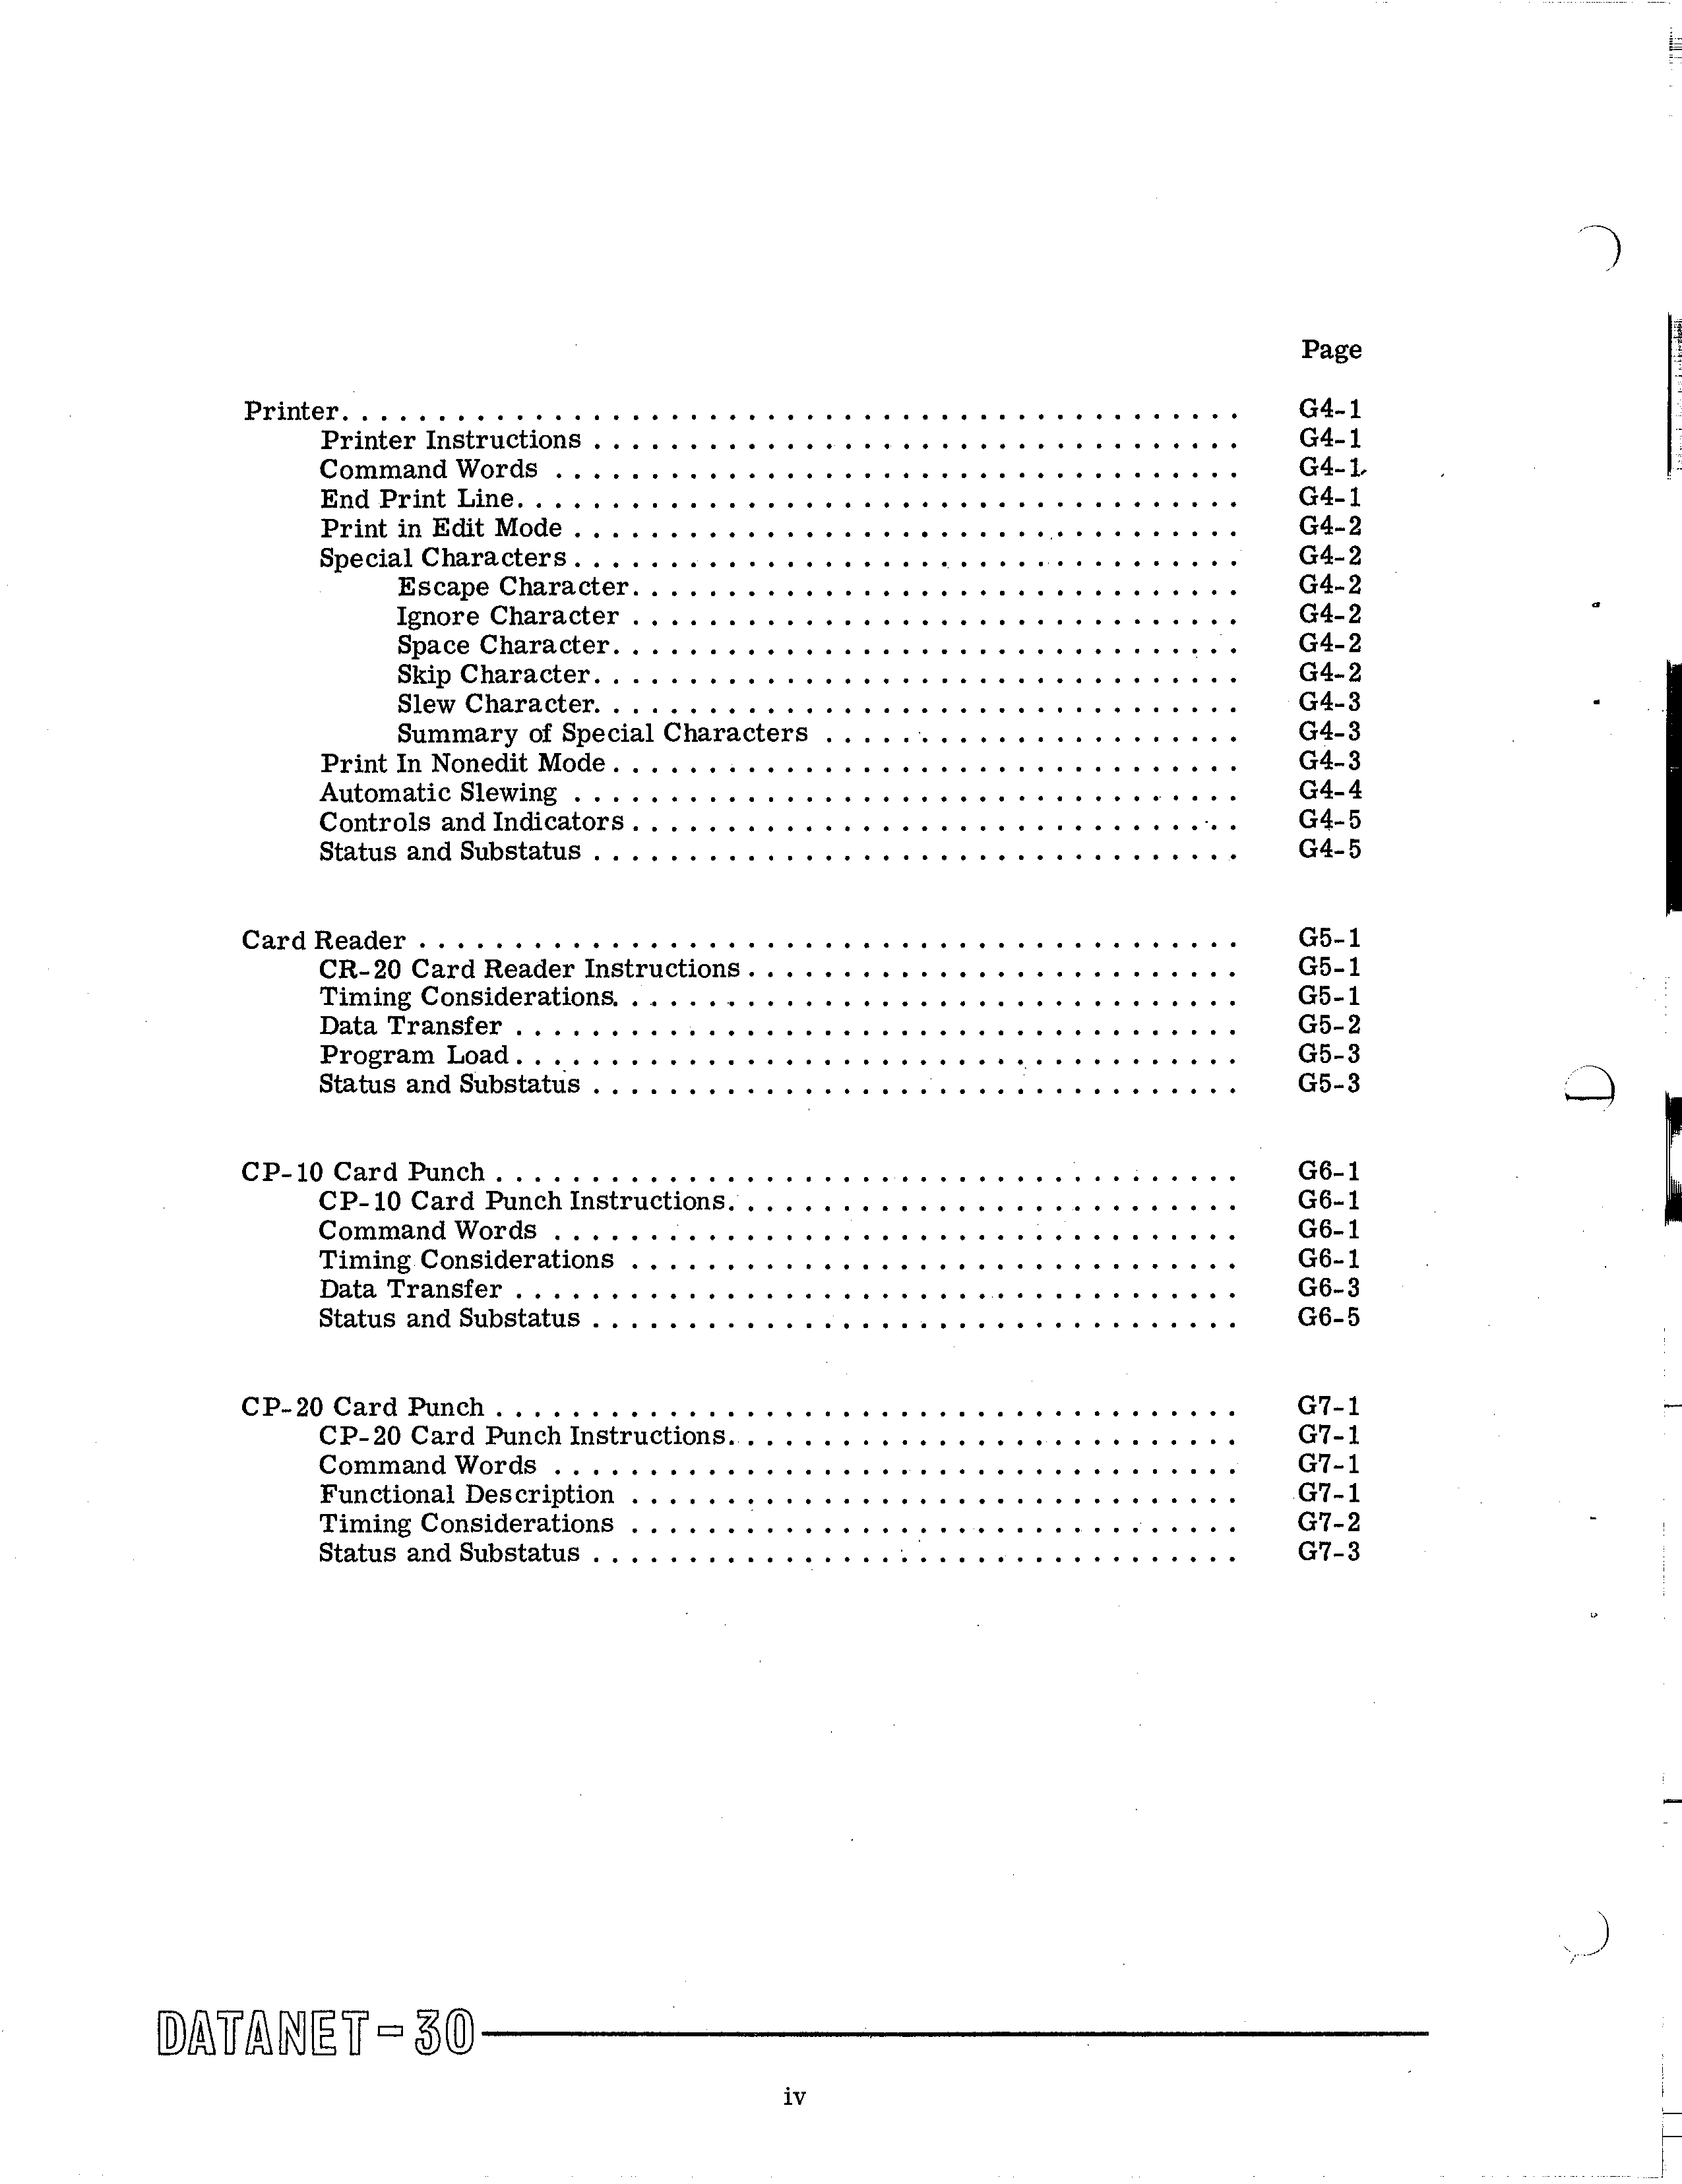 Page
Printer. . . . . . . . . . . . . . . . . . . . . . . . . . . . . . . . . . . . . . . . . . . . . . . G4-1
Printer Instructions . . . . . . . . . . . . . . . . . . . . . . . . . . . . . . . . . . G4-1
Command Words . . . . . . . . . . . . . . . . . . . . . . . . . . . . . . . . . . . . G4-1
End Print Line. . . . . . . . . . . . . . . . . . . . . . . . . . . . . . . . . . . . . . G4-1
Print in Edit Mode . . . . . . . . . . . . . . . . . . . . . . . . . . . . . . . . . . . G4-2
Special Characters . . . . . . . . . . . . . . . . . . . . . . . . . . . . . . . . . . . G4-2
Escape Character. . . . . . . . . . . . . . . . . . . . . . . . . . . . . . . . G4-2
Ignore Character . . . . . . . . . . . . . . . . . . . . . . . . . . . . . . . . G4-2
Space Character. . . . . . . . . . . . . . . . . . . . . . . . . . . . . . . . . G4-2
Skip Character. . . . . . . . . . . . . . . . . . . . . . . . . . . . . . . . . . G4-2
Slew Character. . . . . . . . . . . . . . . . . . . . . . . . . . . . . . . . . . G4-3
Summary of Special Characters . . . . . . . . . . . . . . . . . . . . . . G4-3
Print In Nonedit Mode . . . . . . . . . . . . . . . . . . . . . . . . . . . . . . . . . G4-3
Automatic Slewing . . . . . . . . . . . . . . . . . . . . . . . . . . . . . . . . . . . G4-4
Controls and Indicators . . . . . . . . . . . . . . . . . . . . . . . . . . . . . . . . G4-5
Status and Substatus . . . . . . . . . . . . . . . . . . . . . . . . . . . . . . . . . . G4-5
Card Reader . . . . . . . . . . . . . . . . . . . . . . . . . . . . . . . . . . . . . . . . . . . G5-1
CR-20 Card Reader Instructions . . . . . . . . . . . . . . . . . . . . . . . . . . G5-1
Timing Considerations. . . . . . . . . . . . . . . . . . . . . . . . . . . . . . . . . G5-1
Data Transfer . . . . . . . . . . . . . . . . . . . . . . . . . . . . . . . . . . . . . . G5-2
Program Load . . . . . . . . . . . . . . . . . . . . . . . . . . . . . . . . . . . . . . G5-3
Status and Substatus . . . . . . . . . . . . . . . . . . . . . . . . . . . . . . . . . . G5-3
CP-10 Card Punch . . . . . . . . . . . . . . . . . . . . . . . . . . . . . . . . . . . . . . . G6-1
CP-10 Card Punch Instructions. . . . . . . . . . . . . . . . . . . . . . . . . . . G6-1
Command Words . . . . . . . . . . . . . . . . . . . . . . . . . . . . . . . . . . . . G6-1
Timing Considerations . . . . . . . . . . . . . . . . . . . . . . . . . . . . . . . . G6-1
Data Transfer . . . . . . . . . . . . . . . . . . . . . . . . . . . . . . . . . . . . . . G6-3
Status and Substatus . . . . . . . . . . . . . . . . . . . . . . . . . . . . . . . . . . G6-5
CP-20 Card Punch . . . . . . . . . . . . . . . . . . . . . . . . . . . . . . . . . . . . . . . G7-1
CP-20 Card Punch Instructions. . . . . . . . . . . . . . . . . . . . . . . . . . . G7-1
Command Words . . . . . . . . . . . . . . . . . . . . . . . . . . . . . . . . . . . . G7-1
Functional Description . . . . . . . . . . . . . . . . . . . . . . . . . . . . . . . . G7-1
Timing Considerations . . . . . . . . . . . . . . . . . . . . . . . . . . . . . . . . G7-2
Status and Substatus . . . . . . . . . . . . . . . . . . . . . . . . . . . . . . . . . . G7-3
DATANET-30
iv